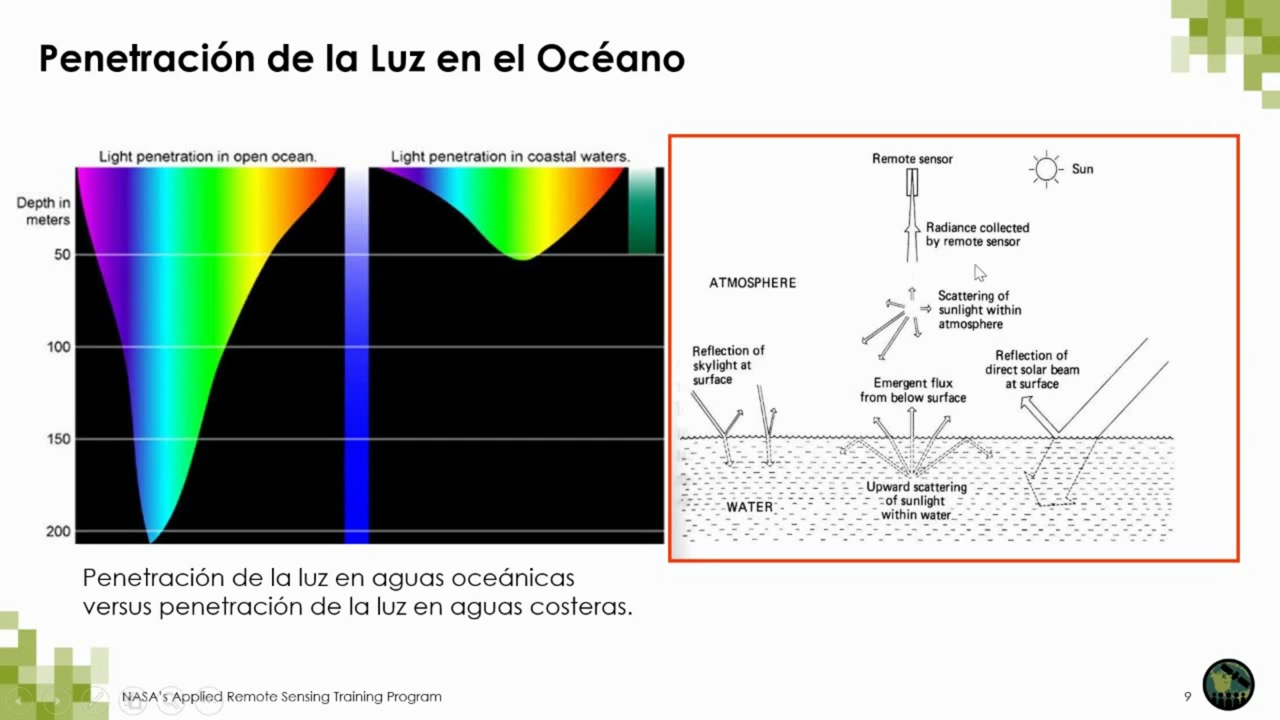 Penetración de la Luz en el Océano
Light penetration in open ocean.
Light penetration in coastal waters.
Depth in
meters
50
100
150
200
Penetración de la luz en aguas oceánicas
versus penetración de la luz en aguas costeras.
Remote sensor
Sun
Radiance collected
by remote sensor
ATMOSPHERE
Scattering of
sunlight within
atmosphere
Reflection of
skylight at
surface
Emergent flux
from below surface
Reflection of
direct solar beam
at surface
WATER
Upward scattering
of sunlight
within water
NASA's Applied Remote Sensing Training Program
9